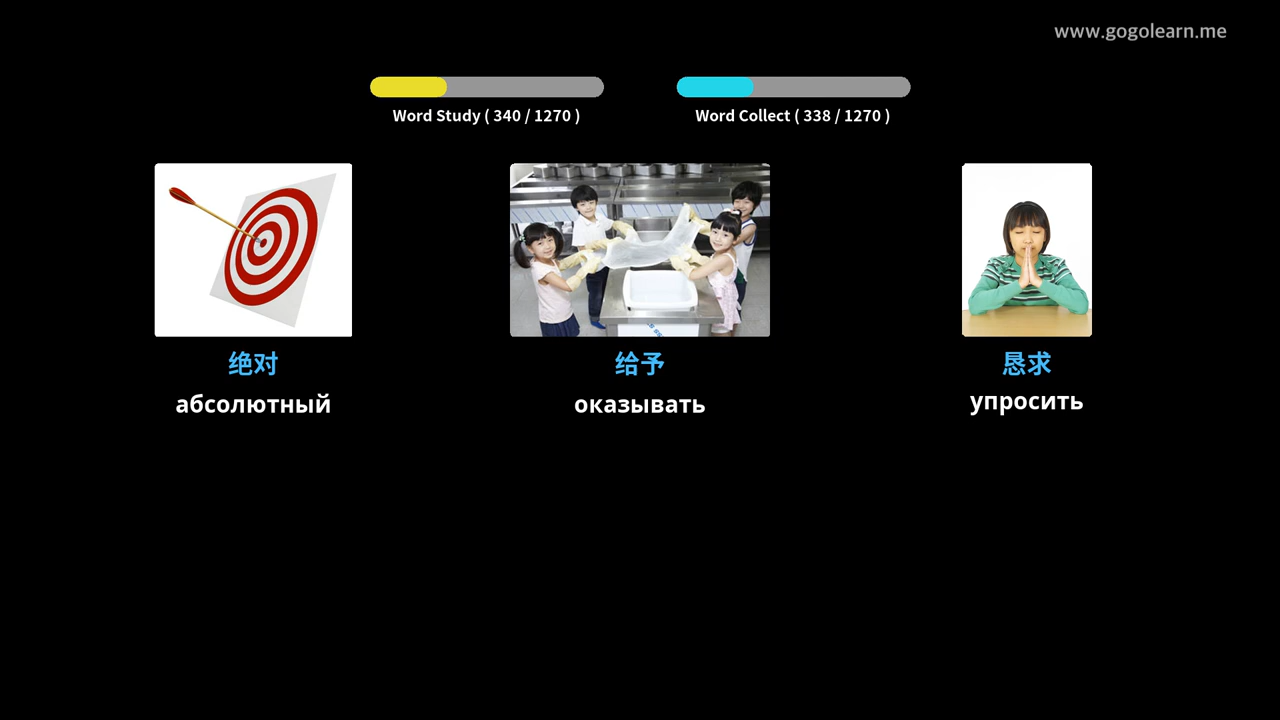 www.gogolearn.me
Word Study ( 340 / 1270 )
Word Collect ( 338 / 1270 )
绝对
给予
恳求
абсолютный
оказывать
упросить